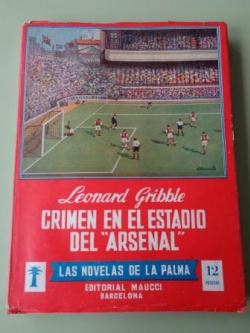 Leonard Gribble
CRIMEN EN EL ESTADIO
DEL "ARSENAL"
LAS NOVELAS DE LA PALMA
12
PESETAS
EDITORIAL MAUCCI
BARCELONA